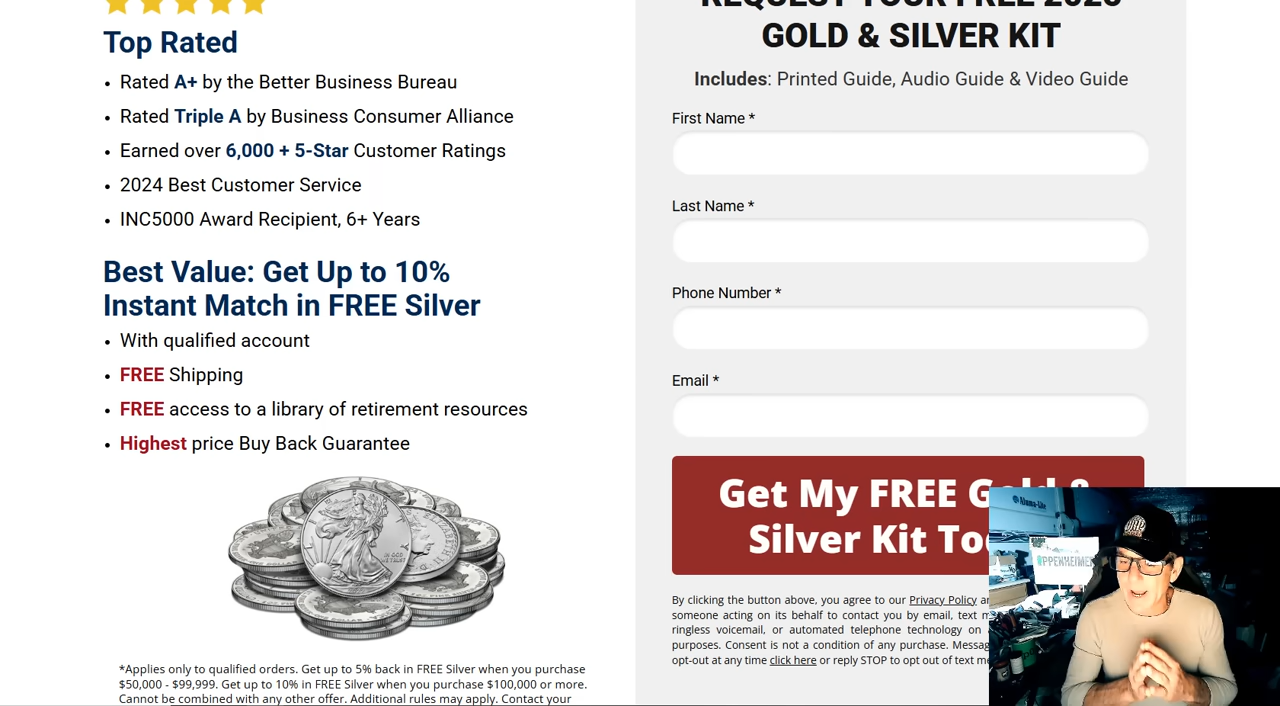 Top Rated
Rated A+ by the Better Business Bureau
Rated Triple A by Business Consumer Alliance
Earned over 6,000 + 5-Star Customer Ratings
2024 Best Customer Service
INC5000 Award Recipient, 6+ Years
Best Value: Get Up to 10%
Instant Match in FREE Silver
With qualified account
FREE Shipping
FREE access to a library of retirement resources
Highest price Buy Back Guarantee
*Applies only to qualified orders. Get up to 5% back in FREE Silver when you purchase
$50,000 - $99,999. Get up to 10% in FREE Silver when you purchase $100,000 or more.
Cannot be combined with any other offer. Additional rules may apply. Contact your
REQUEST YOUR FREE
GOLD & SILVER KIT
Includes: Printed Guide, Audio Guide & Video Guide
First Name *
Last Name *
Phone Number *
Email *
Get My FREE Gold &
Silver Kit
By clicking the button above, you agree to our Privacy Policy
someone acting on its behalf to contact you by email, text
ringless voicemail, or automated telephone technology on
purposes. Consent is not a condition of any purchase.
opt-out at any time click here or reply STOP to opt out of text
PPENHEIMER